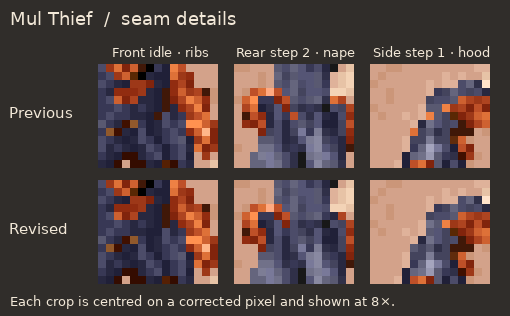 Mul Thief / seam details
Front idle · ribs
Rear step 2 · nape
Side step 1 · hood
Previous
Revised
Each crop is centred on a corrected pixel and shown at 8×.